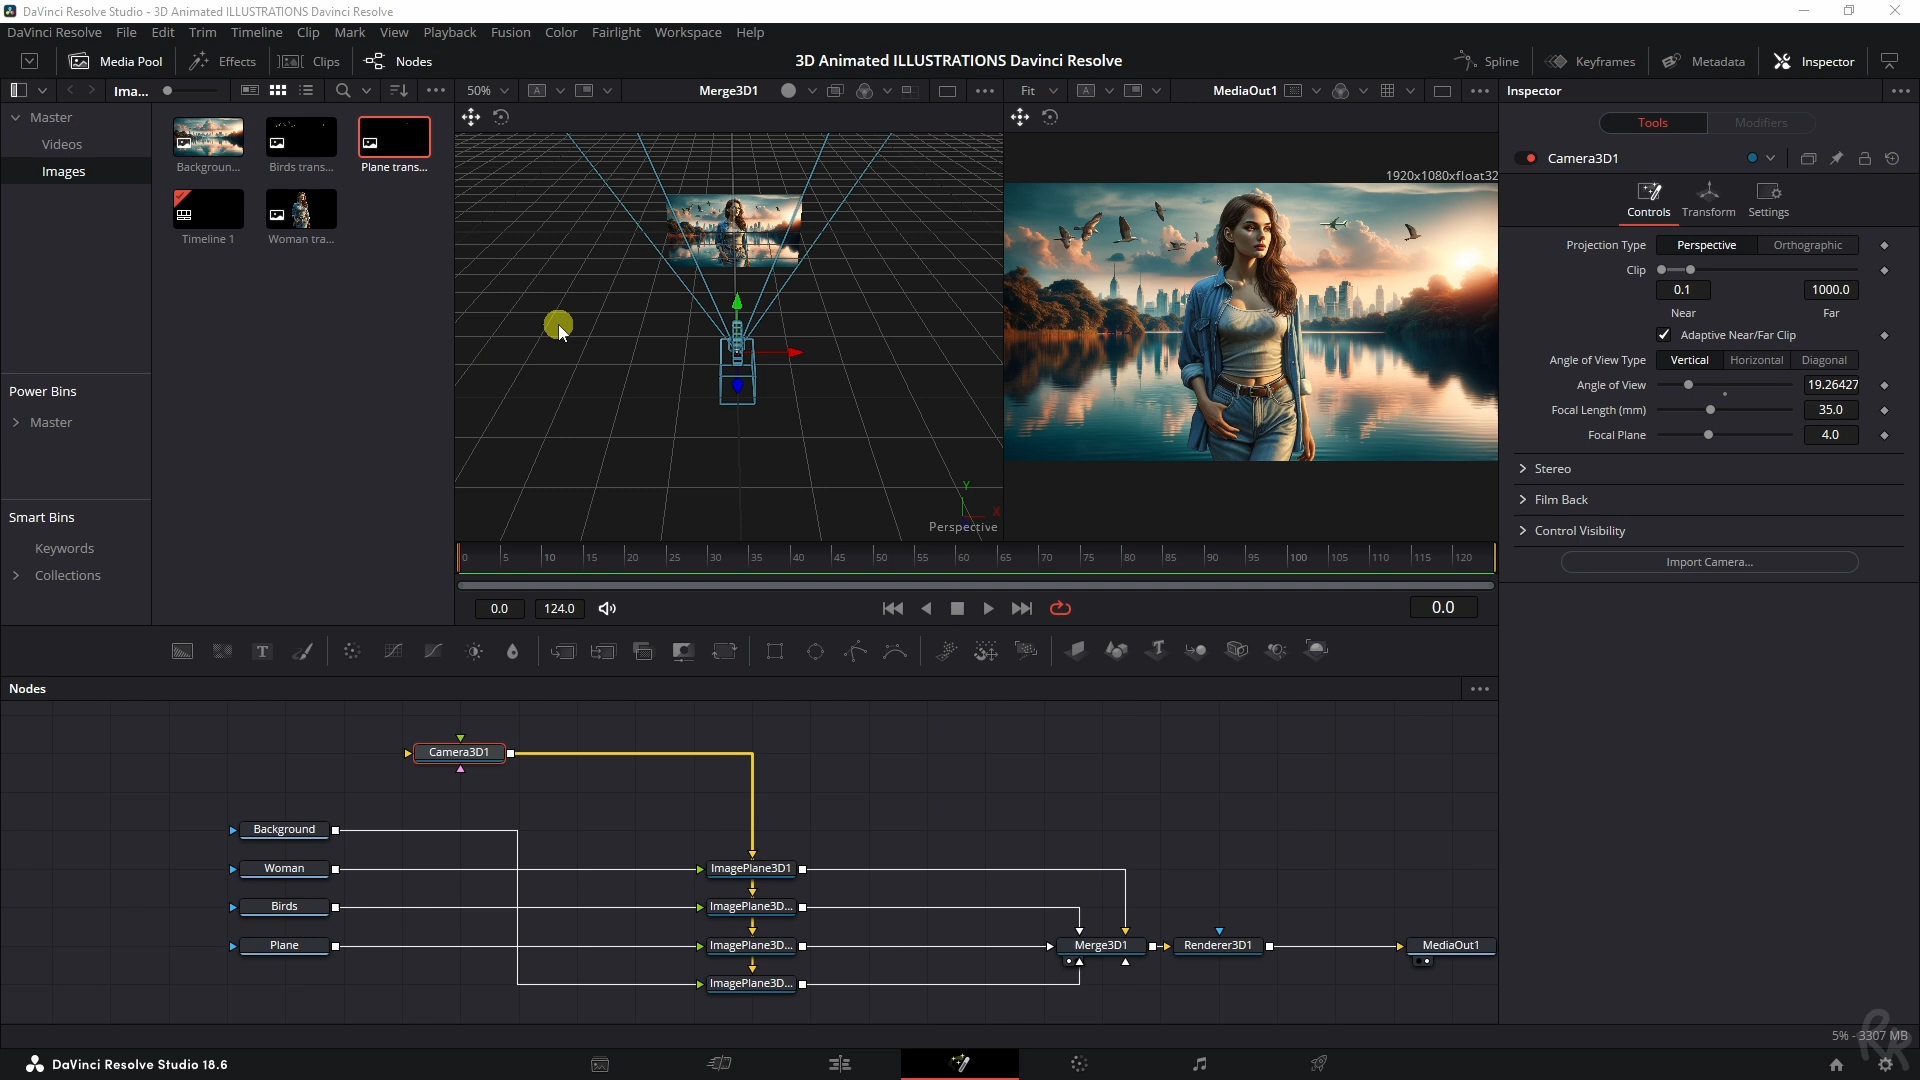 DaVinci Resolve Studio - 3D Animated ILLUSTRATIONS Davinci Resolve
DaVinci Resolve File Edit Trim Timeline Clip Mark View Playback Fusion Color Fairlight Workspace Help
Media Pool Effects Clips Nodes 3D Animated ILLUSTRATIONS Davinci Resolve Spline Keyframes Metadata Inspector
Ima... 50% A Merge3D1 Fit A MediaOut1 Inspector
Master
Videos
Images
Backgroun... Birds trans... Plane trans...
Timeline 1 Woman tra...
Power Bins
Master
Smart Bins
Keywords
Collections
Y
X
Perspective
1920x1080xfloat32
Tools Modifiers
Camera3D1
Controls Transform Settings
Projection Type Perspective Orthographic
Clip
0.1 1000.0
Near Far
Adaptive Near/Far Clip
Angle of View Type Vertical Horizontal Diagonal
Angle of View 19.26427
Focal Length (mm) 35.0
Focal Plane 4.0
Stereo
Film Back
Control Visibility
Import Camera...
0 5 10 15 20 25 30 35 40 45 50 55 60 65 70 75 80 85 90 95 100 105 110 115 120
0.0 124.0 0.0
T T
Nodes
Camera3D1
Background
Woman ImagePlane3D1
Birds ImagePlane3D...
Plane ImagePlane3D... Merge3D1 Renderer3D1 MediaOut1
ImagePlane3D...
5% - 3307 MB
DaVinci Resolve Studio 18.6